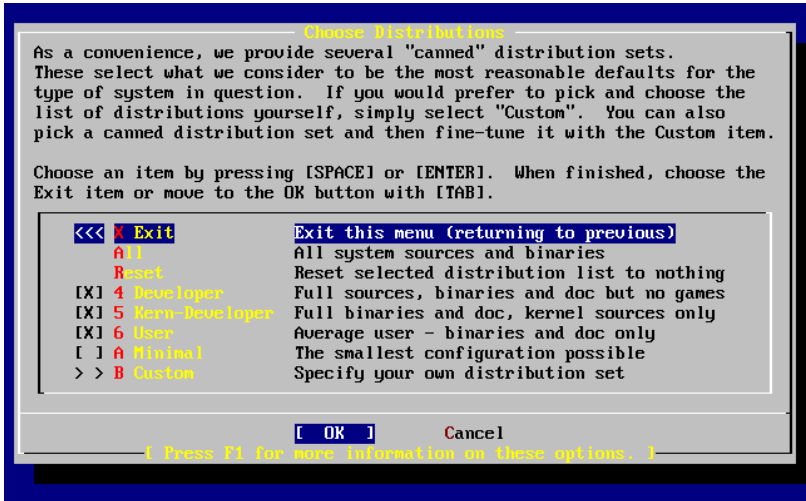 Choose Distributions
As a convenience, we provide several "canned" distribution sets.
These select what we consider to be the most reasonable defaults for the
type of system in question. If you would prefer to pick and choose the
list of distributions yourself, simply select "Custom". You can also
pick a canned distribution set and then fine-tune it with the Custom item.
Choose an item by pressing [SPACE] or [ENTER]. When finished, choose the
Exit item or move to the OK button with [TAB].
<<< X Exit Exit this menu (returning to previous)
All All system sources and binaries
Reset Reset selected distribution list to nothing
[X] 4 Developer Full sources, binaries and doc but no games
[X] 5 Kern-Developer Full binaries and doc, kernel sources only
[X] 6 User Average user - binaries and doc only
[ ] A Minimal The smallest configuration possible
> > B Custom Specify your own distribution set
[ OK ] Cancel
[ Press F1 for more information on these options. ]